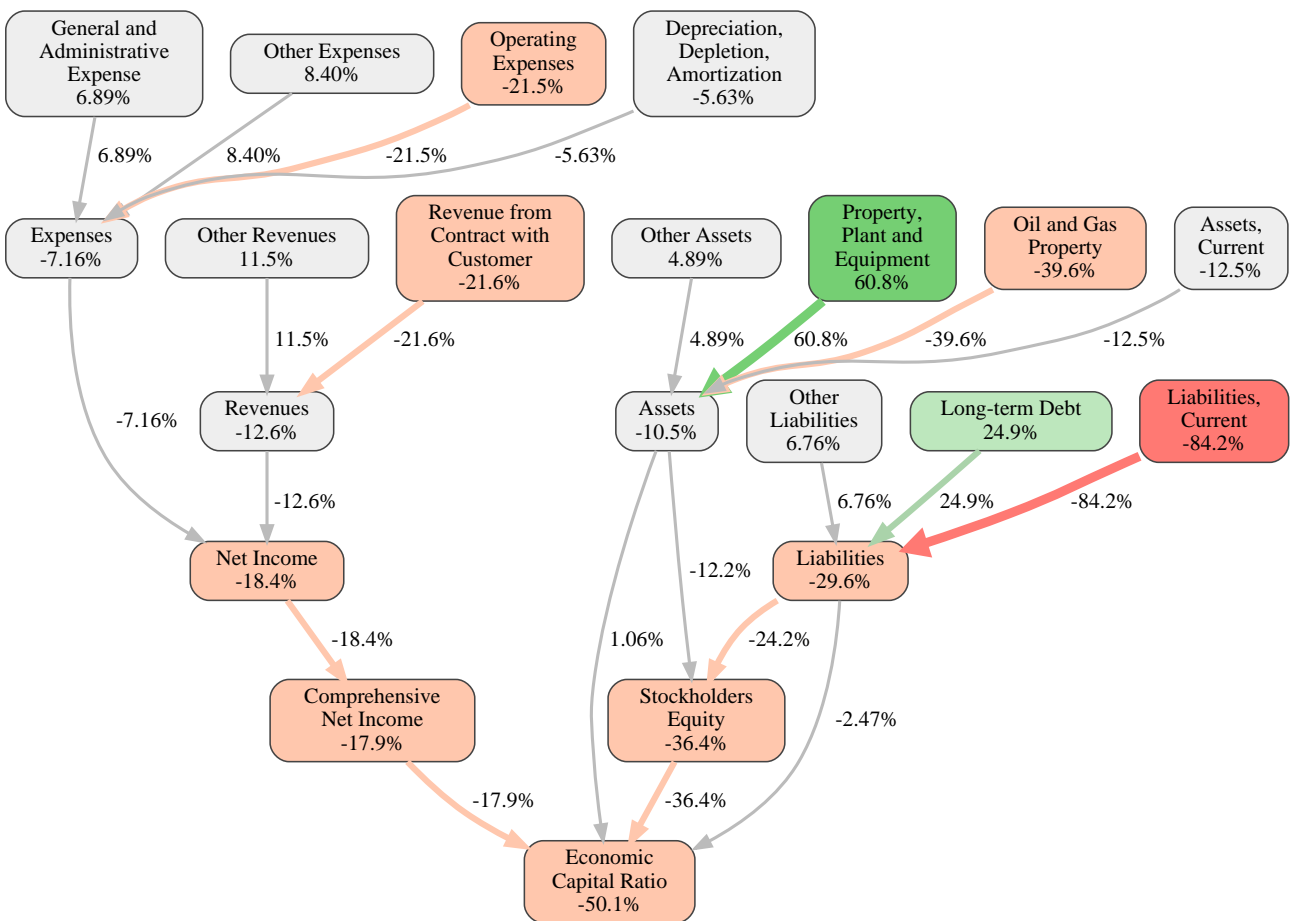 General and
Administrative
Expense
6.89%
Other Expenses
8.40%
Operating
Expenses
-21.5%
Depreciation,
Depletion,
Amortization
-5.63%
6.89%
8.40%
-21.5%
-5.63%
Expenses
-7.16%
Other Revenues
11.5%
Revenue from
Contract with
Customer
-21.6%
Other Assets
4.89%
Property,
Plant and
Equipment
60.8%
Oil and Gas
Property
-39.6%
Assets,
Current
-12.5%
11.5%
-21.6%
4.89%
60.8%
-39.6%
-12.5%
-7.16%
Revenues
-12.6%
Assets
-10.5%
Other
Liabilities
6.76%
Long-term Debt
24.9%
Liabilities,
Current
-84.2%
-12.6%
6.76%
24.9%
-84.2%
Net Income
-18.4%
-12.2%
Liabilities
-29.6%
-18.4%
1.06%
-24.2%
Comprehensive
Net Income
-17.9%
Stockholders
Equity
-36.4%
-2.47%
-17.9%
-36.4%
Economic
Capital Ratio
-50.1%